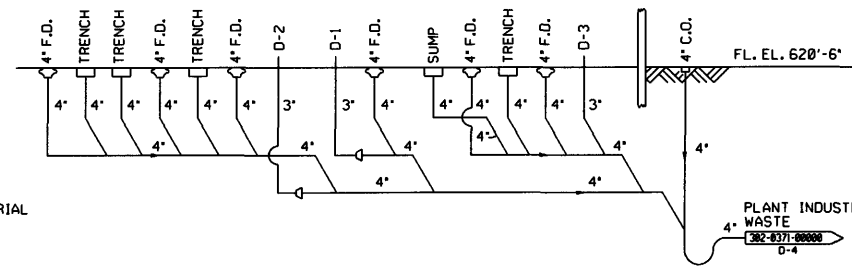 4" F.D.
TRENCH
TRENCH
4" F.D.
TRENCH
4" F.D.
D-2
D-1
4" F.D.
SUMP
4" F.D.
TRENCH
4" F.D.
D-3
4" C.O.
FL. EL. 620'-6"
4"
4"
4"
4"
4"
4"
3"
3"
4"
4"
4"
4"
4"
3"
4"
4"
4"
4"
4"
4"
4"
4"
RIAL
4"
PLANT INDUSTI
WASTE
302-0371-00000
D-4